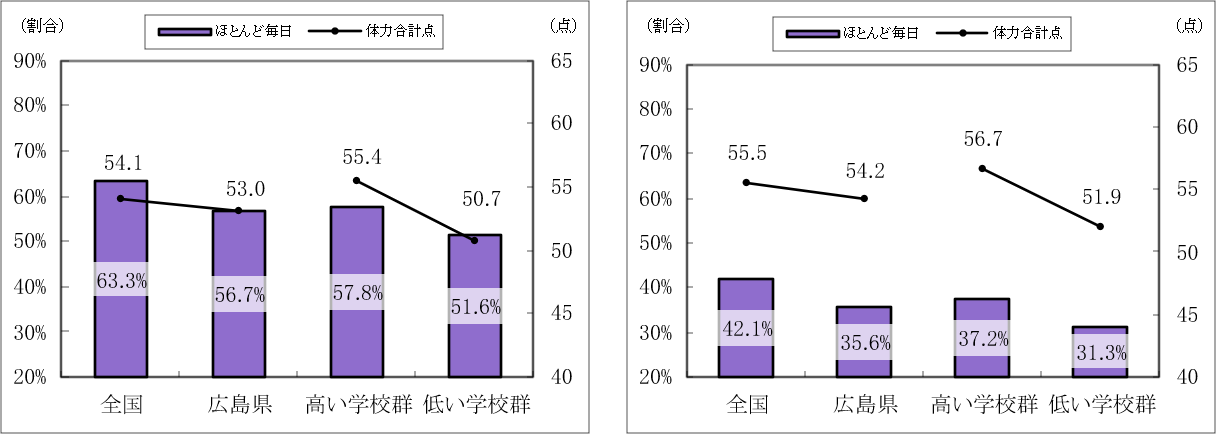 (割合)
ほとんど毎日
体力合計点
(点)
90%
80%
70%
60%
50%
40%
30%
20%
65
60
55
50
45
40
54.1
53.0
55.4
50.7
63.3%
56.7%
57.8%
51.6%
全国
広島県
高い学校群
低い学校群
(割合)
ほとんど毎日
体力合計点
(点)
90%
80%
70%
60%
50%
40%
30%
20%
65
60
55
50
45
40
55.5
54.2
56.7
51.9
42.1%
35.6%
37.2%
31.3%
全国
広島県
高い学校群
低い学校群